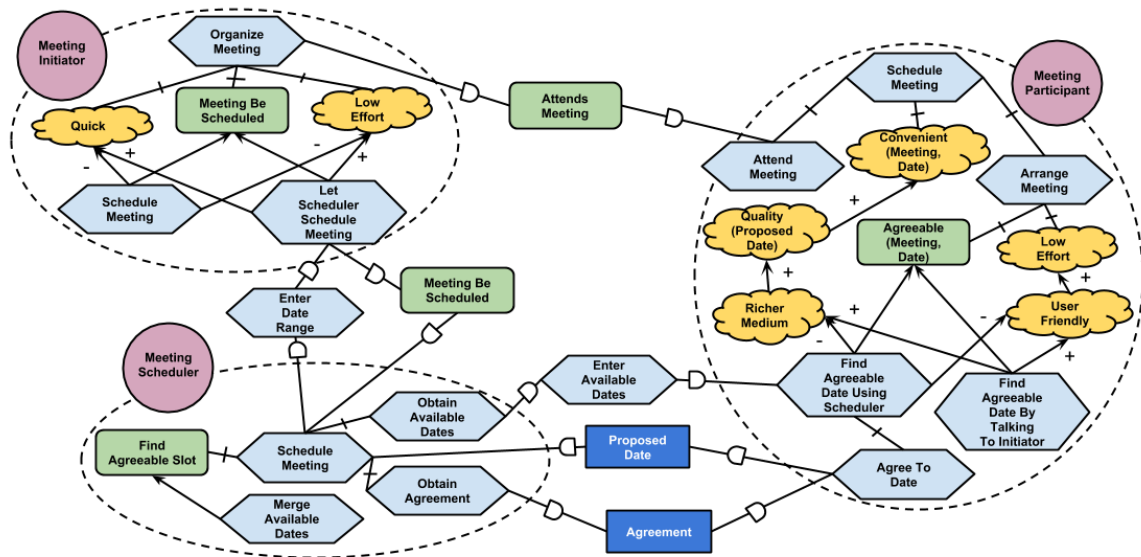 Meeting
Initiator
Organize
Meeting
Quick
Meeting Be
Scheduled
Low
Effort
-
+
-
+
Schedule
Meeting
Let
Scheduler
Schedule
Meeting
Attends
Meeting
Meeting
Participant
Schedule
Meeting
Attend
Meeting
Convenient
(Meeting,
Date)
Arrange
Meeting
+
Quality
(Proposed
Date)
Agreeable
(Meeting,
Date)
Low
Effort
+
+
Richer
Medium
User
Friendly
+
-
-
+
Find
Agreeable
Date Using
Scheduler
Find
Agreeable
Date By
Talking
To Initiator
Agree To
Date
Enter
Date
Range
Meeting Be
Scheduled
Meeting
Scheduler
Enter
Available
Dates
Obtain
Available
Dates
Find
Agreeable Slot
Schedule
Meeting
Proposed
Date
Obtain
Agreement
Merge
Available
Dates
Agreement